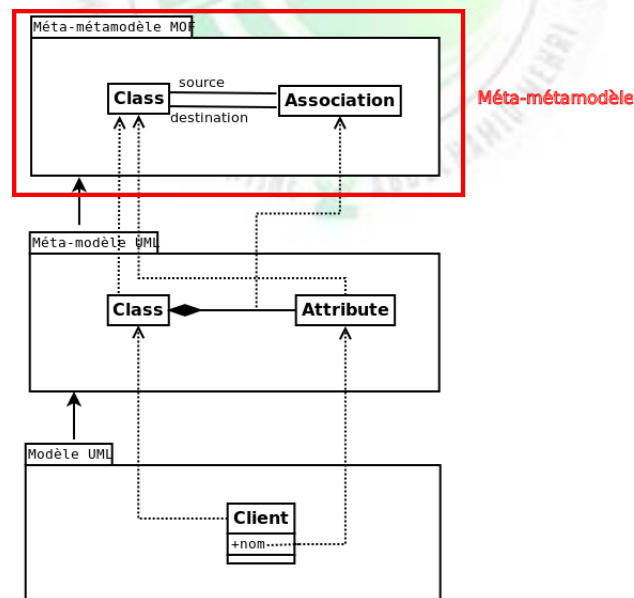 Méta-métamodèle MOF
source
Class
Association
destination
Méta-métamodèle
Méta-modèle UML
Class
Attribute
Modèle UML
Client
+nom